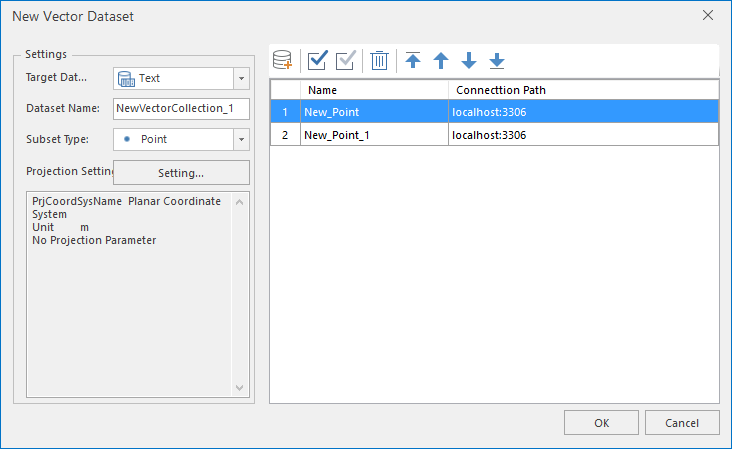 New Vector Dataset
Settings
Target Dat... Text
Dataset Name: NewVectorCollection_1
Subset Type: Point
Projection Setting Setting...
PrjCoordSysName Planar Coordinate
System
Unit m
No Projection Parameter
Name Connecttion Path
1 New_Point localhost:3306
2 New_Point_1 localhost:3306
OK Cancel